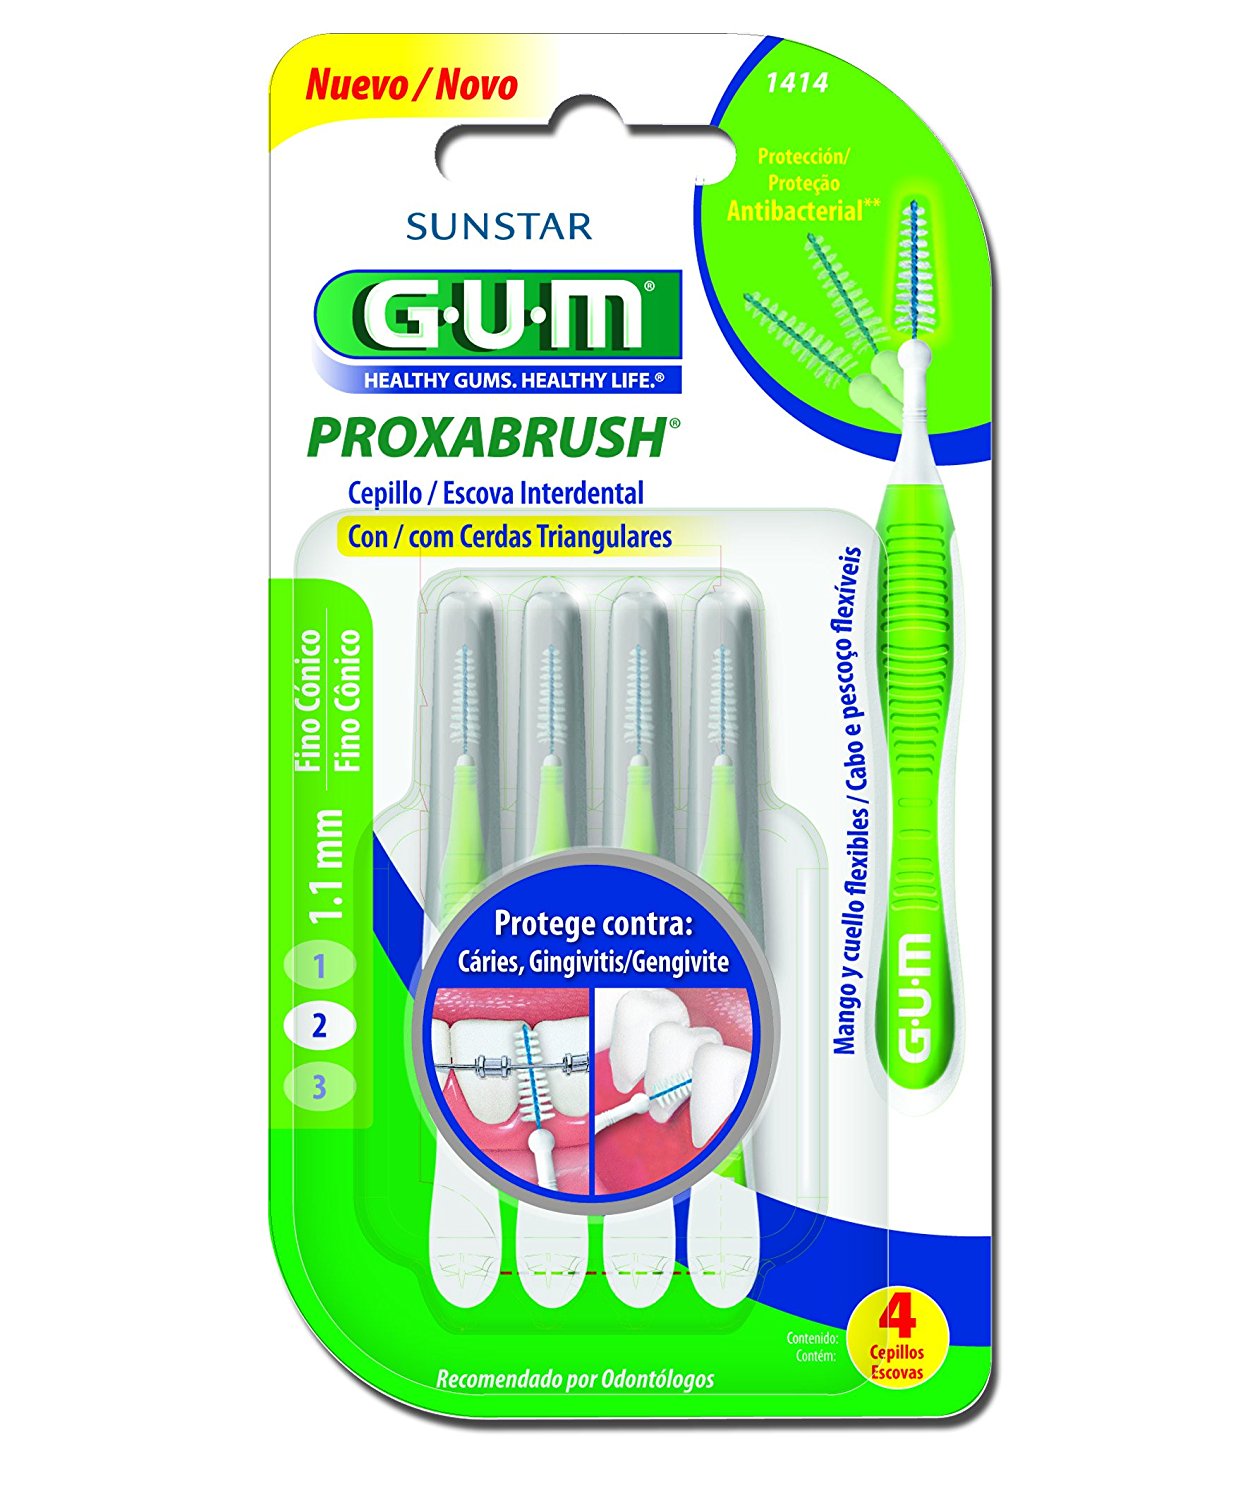 Nuevo / Novo
1414
Protección/
Proteção
Antibacterial**
SUNSTAR
G·U·M®
HEALTHY GUMS. HEALTHY LIFE.®
PROXABRUSH®
Cepillo / Escova Interdental
Con / com Cerdas Triangulares
Fino Cónico
Fino Cônico
1.1 mm
1
2
3
Mango y cuello flexibles / Cabo e pescoço flexíveis
G·U·M
Protege contra:
Cáries, Gingivitis/Gengivite
Contenido:
Contém:
4
Cepillos
Escovas
Recomendado por Odontólogos